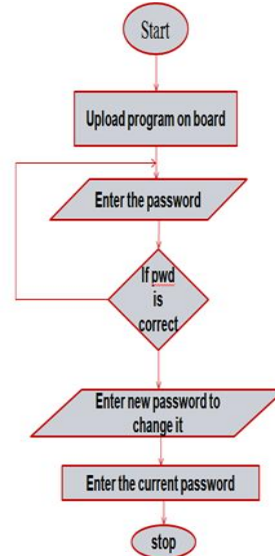 Start
Upload program on board
Enter the password
If pwd
is
correct
Enter new password to
change it
Enter the current password
stop